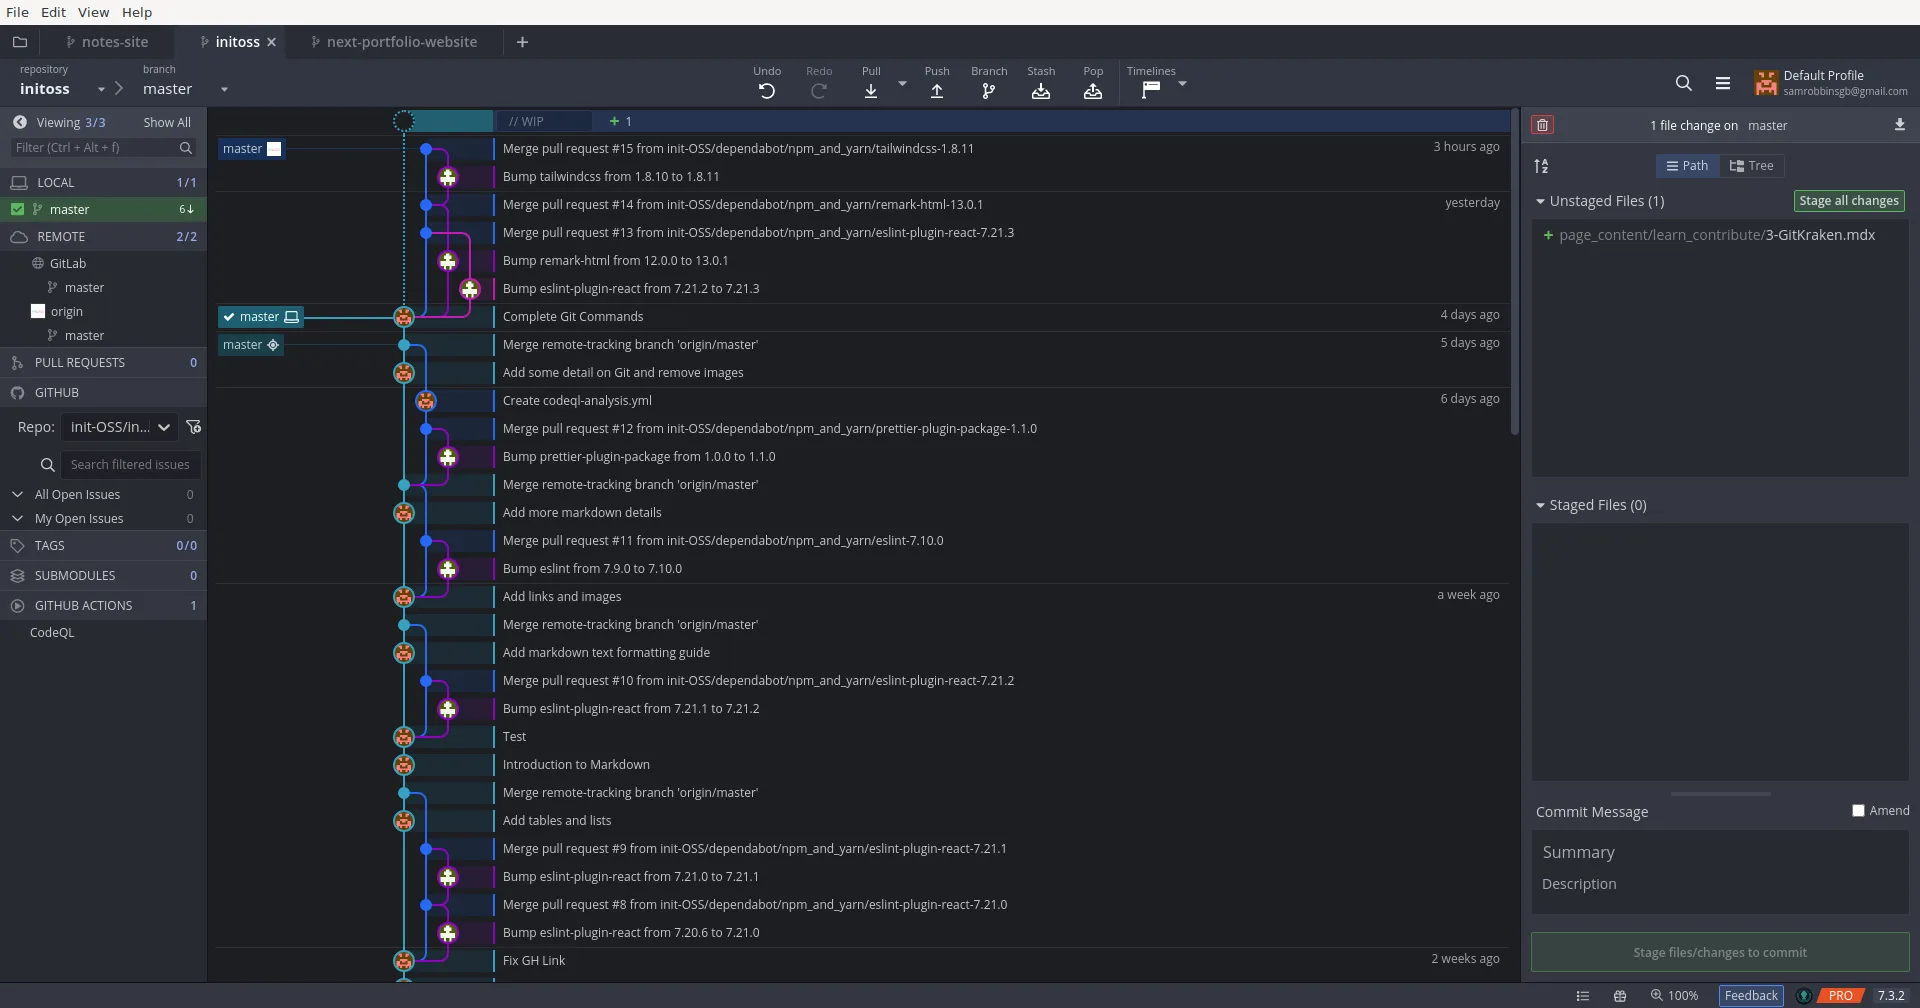 File Edit View Help
notes-site initoss next-portfolio-website
repository
initoss
branch
master
Undo Redo Pull Push Branch Stash Pop Timelines
Default Profile
samrobbinsgb@gmail.com
Viewing 3/3 Show All
Filter (Ctrl + Alt + f)
LOCAL 1/1
master 6↓
REMOTE 2/2
GitLab
master
origin
master
PULL REQUESTS 0
GITHUB
Repo: init-OSS/in...
Search filtered issues
All Open Issues 0
My Open Issues 0
TAGS 0/0
SUBMODULES 0
GITHUB ACTIONS 1
CodeQL
// WIP + 1
master Merge pull request #15 from init-OSS/dependabot/npm_and_yarn/tailwindcss-1.8.11 3 hours ago
Bump tailwindcss from 1.8.10 to 1.8.11
Merge pull request #14 from init-OSS/dependabot/npm_and_yarn/remark-html-13.0.1 yesterday
Merge pull request #13 from init-OSS/dependabot/npm_and_yarn/eslint-plugin-react-7.21.3
Bump remark-html from 12.0.0 to 13.0.1
Bump eslint-plugin-react from 7.21.2 to 7.21.3
master Complete Git Commands 4 days ago
master Merge remote-tracking branch 'origin/master' 5 days ago
Add some detail on Git and remove images
Create codeql-analysis.yml 6 days ago
Merge pull request #12 from init-OSS/dependabot/npm_and_yarn/prettier-plugin-package-1.1.0
Bump prettier-plugin-package from 1.0.0 to 1.1.0
Merge remote-tracking branch 'origin/master'
Add more markdown details
Merge pull request #11 from init-OSS/dependabot/npm_and_yarn/eslint-7.10.0
Bump eslint from 7.9.0 to 7.10.0
Add links and images a week ago
Merge remote-tracking branch 'origin/master'
Add markdown text formatting guide
Merge pull request #10 from init-OSS/dependabot/npm_and_yarn/eslint-plugin-react-7.21.2
Bump eslint-plugin-react from 7.21.1 to 7.21.2
Test
Introduction to Markdown
Merge remote-tracking branch 'origin/master'
Add tables and lists
Merge pull request #9 from init-OSS/dependabot/npm_and_yarn/eslint-plugin-react-7.21.1
Bump eslint-plugin-react from 7.21.0 to 7.21.1
Merge pull request #8 from init-OSS/dependabot/npm_and_yarn/eslint-plugin-react-7.21.0
Bump eslint-plugin-react from 7.20.6 to 7.21.0
Fix GH Link 2 weeks ago
1 file change on master
Path Tree
Unstaged Files (1) Stage all changes
+ page_content/learn_contribute/3-GitKraken.mdx
Staged Files (0)
Commit Message Amend
Summary
Description
Stage files/changes to commit
100% Feedback PRO 7.3.2